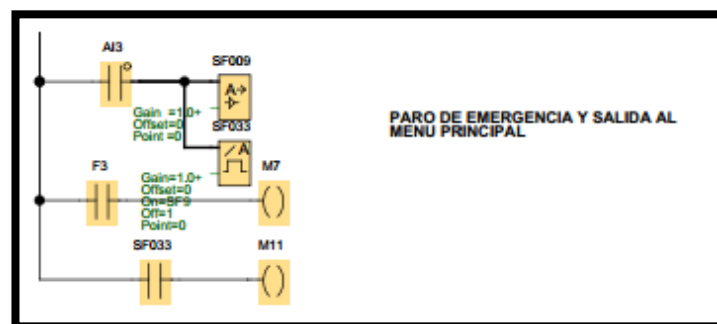 AI3
SF009
A→
Gain =1.0+
Offset=0
Point =0
PARO DE EMERGENCIA Y SALIDA AL
MENU PRINCIPAL
SF033
/A
F3
M7
Gain=1.0+
Offset=0
On=SF9
Off=1
Point=0
SF033
M11